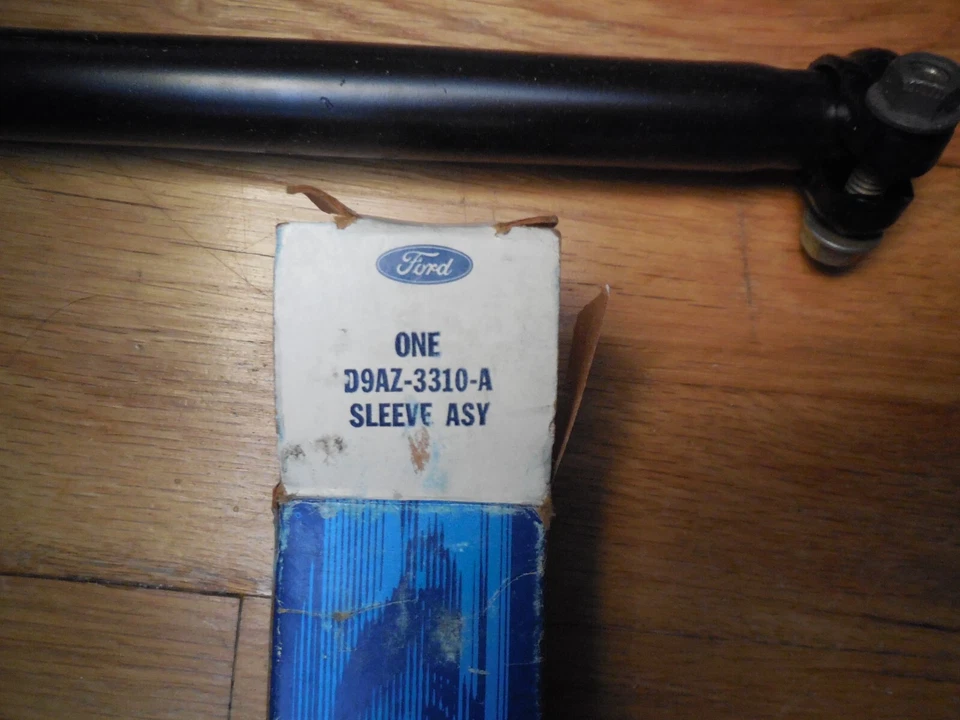 Ford
ONE
D9AZ-3310-A
SLEEVE ASY